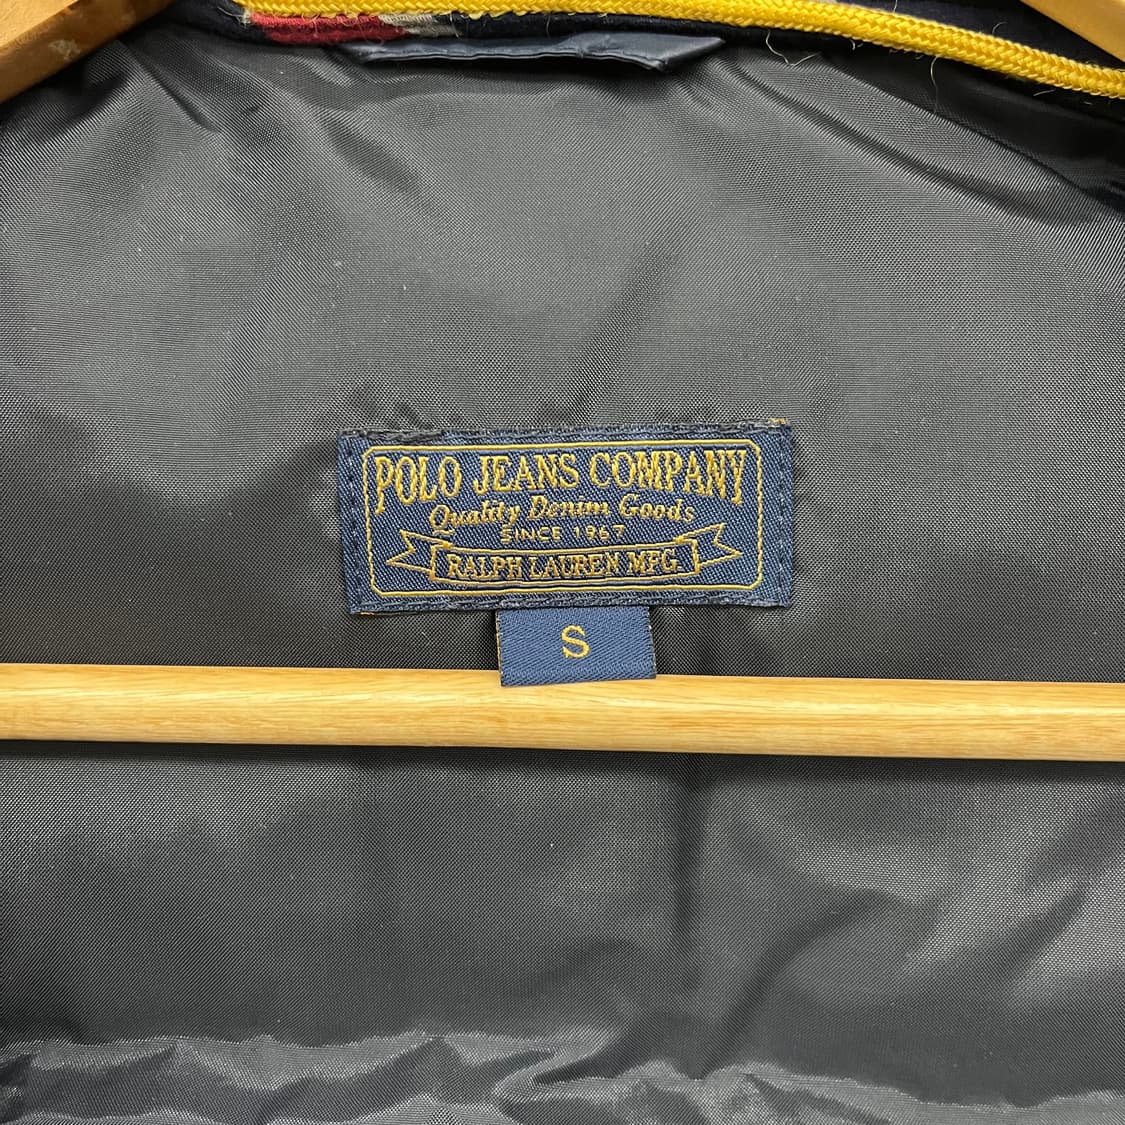 POLO JEANS COMPANY
Quality Denim Goods
SINCE 1967
RALPH LAUREN MFG
S